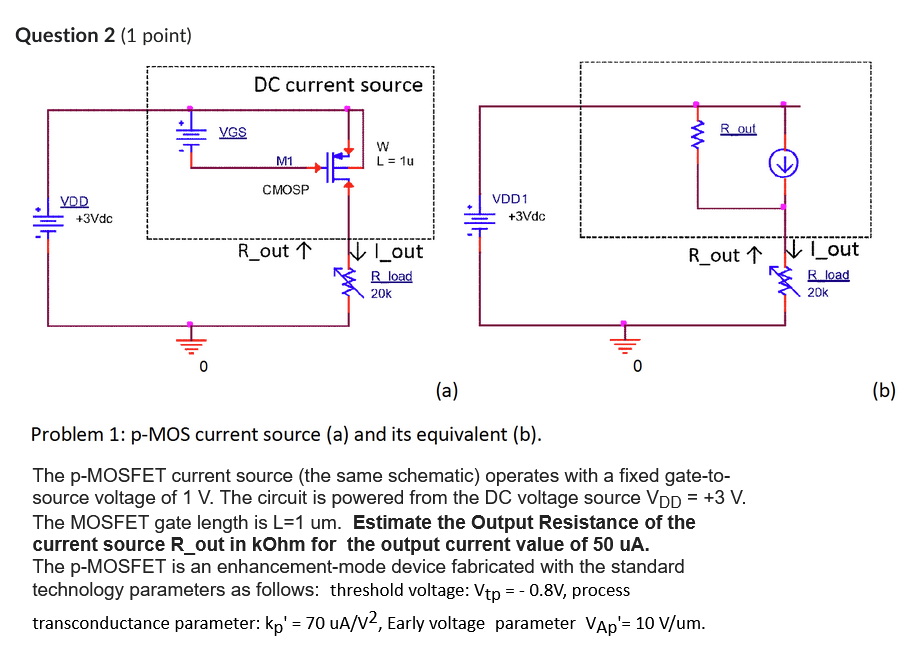 Question 2 (1 point)
DC current source
VGS
W
L = 1u
M1
CMOSP
VDD
+3Vdc
R_out ↑
↓ I_out
R_load
20k
0
(a)
R_out
VDD1
+3Vdc
R_out ↑
↓ I_out
R_load
20k
0
(b)
Problem 1: p-MOS current source (a) and its equivalent (b).
The p-MOSFET current source (the same schematic) operates with a fixed gate-to-
source voltage of 1 V. The circuit is powered from the DC voltage source VDD = +3 V.
The MOSFET gate length is L=1 um. Estimate the Output Resistance of the
current source R_out in kOhm for the output current value of 50 uA.
The p-MOSFET is an enhancement-mode device fabricated with the standard
technology parameters as follows: threshold voltage: Vtp = - 0.8V, process
transconductance parameter: kp' = 70 uA/V², Early voltage parameter VAp'= 10 V/um.